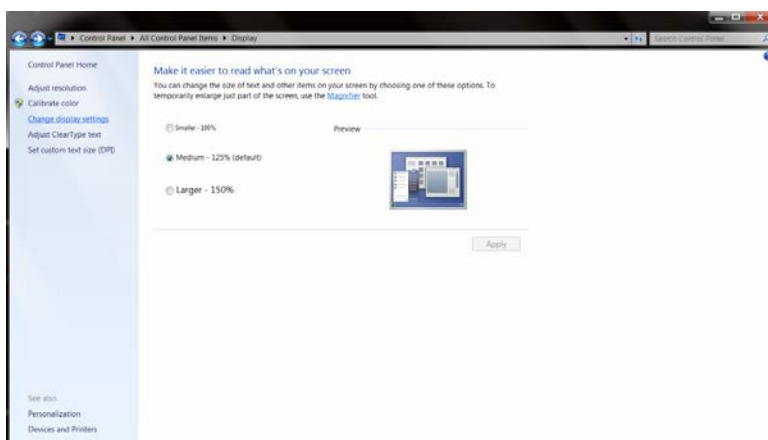 Control Panel ▸ All Control Panel Items ▸ Display
Search Control Panel
Control Panel Home
Adjust resolution
Calibrate color
Change display settings
Adjust ClearType text
Set custom text size (DPI)
Make it easier to read what's on your screen
You can change the size of text and other items on your screen by choosing one of these options. To
temporarily enlarge just part of the screen, use the Magnifier tool.
Smaller - 100%
Preview
Medium - 125% (default)
Larger - 150%
Apply
See also
Personalization
Devices and Printers